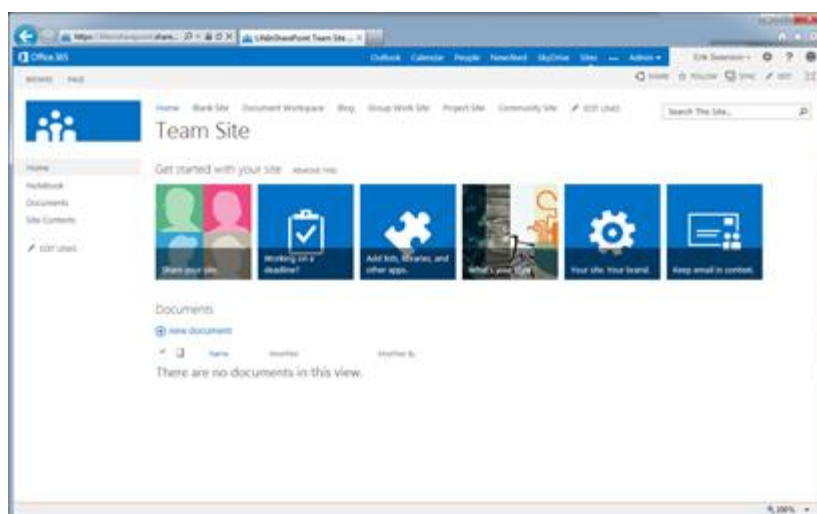 Office 365 Outlook Calendar People Newsfeed SkyDrive Sites ... Admin ?
BROWSE PAGE SHARE FOLLOW SYNC EDIT
Home Blank Site Document Workspace Blog Group Work Site Project Site Community Site EDIT LINKS
Search This Site...
Team Site
Home
Notebook
Documents
Site Contents
EDIT LINKS
Get started with your site REMOVE THIS
Share your site.
Working on a
deadline?
Add lists, libraries, and
other apps.
What's your style?
Your site. Your brand.
Keep email in context.
Documents
new document
Name Modified Modified By
There are no documents in this view.
200%